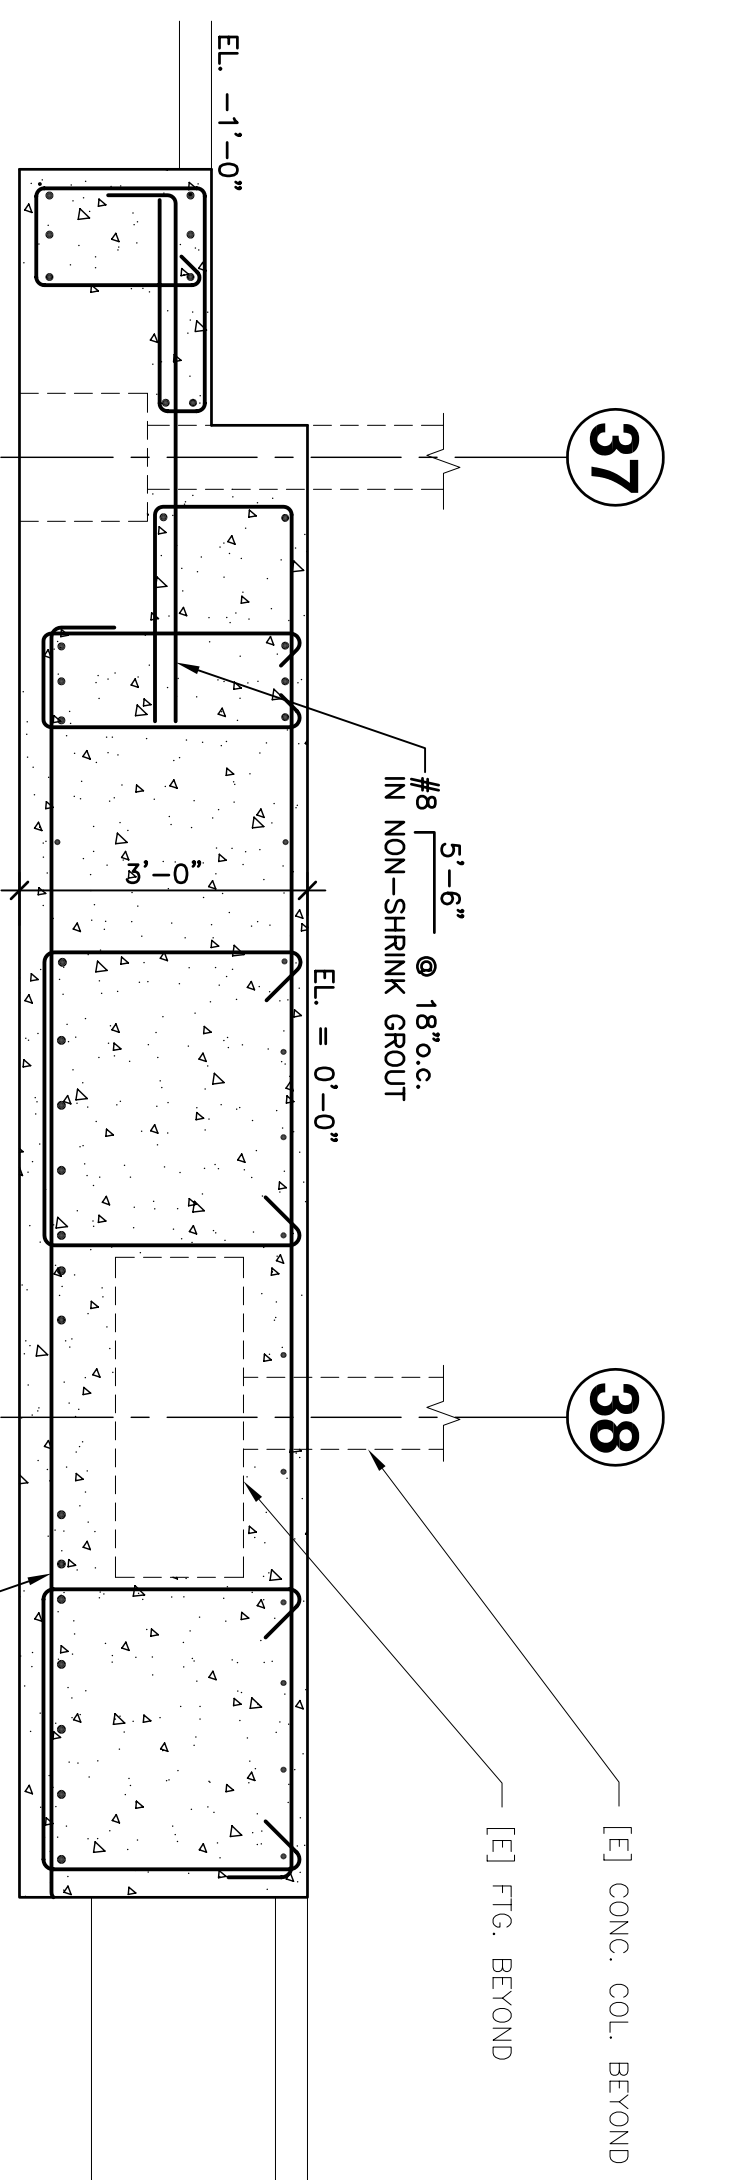 37
38
EL. -1'-0"
#8 5'-6" @ 18"o.c.
IN NON-SHRINK GROUT
3'-0"
EL. = 0'-0"
[E] CONC. COL. BEYOND
[E] FTG. BEYOND